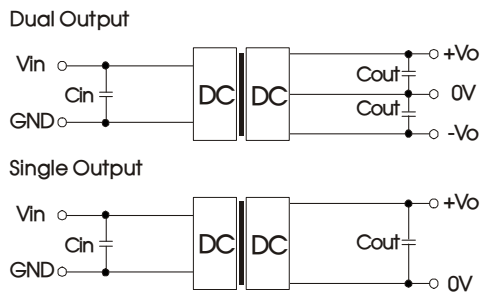 Dual Output
Vin
+Vo
Cout
Cin
DC
DC
0V
Cout
GND
-Vo
Single Output
Vin
+Vo
Cin
DC
DC
Cout
GND
0V